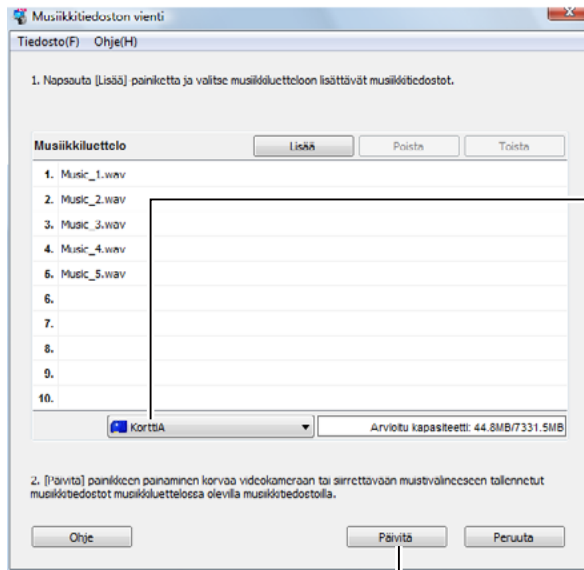 Musiikkitiedoston vienti
Tiedosto(F) Ohje(H)
1. Napsauta [Lisää]-painiketta ja valitse musiikkiluetteloon lisättävät musiikkitiedostot.
Musiikkiluettelo Lisää Poista Toista
1. Music_1.wav
2. Music_2.wav
3. Music_3.wav
4. Music_4.wav
5. Music_5.wav
6.
7.
8.
9.
10.
KorttiA Arvioitu kapasiteetti: 44.8MB/7331.5MB
2. [Päivitä] painikkeen painaminen korvaa videokameraan tai siirrettävään muistivälineeseen tallennetut
musiikkitiedostot musiikkiluettelossa olevilla musiikkitiedostoilla.
Ohje Päivitä Peruuta